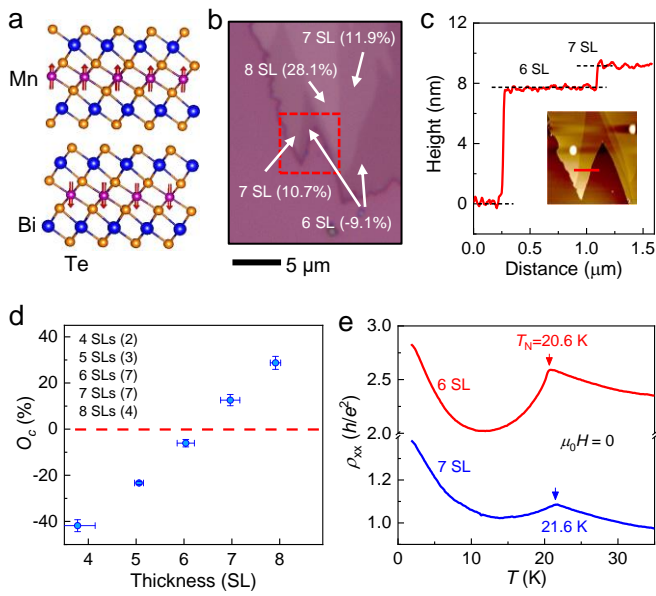 a
Mn
Bi
Te
b
7 SL (11.9%)
8 SL (28.1%)
7 SL (10.7%)
6 SL (-9.1%)
5 μm
c
Height (nm)
12
8
4
0
6 SL
7 SL
0.0
0.5
1.0
1.5
Distance (μm)
d
O_c (%)
40
20
0
-20
-40
4 SLs (2)
5 SLs (3)
6 SLs (7)
7 SLs (7)
8 SLs (4)
4
5
6
7
8
Thickness (SL)
e
ρ_xx (h/e²)
3.0
2.5
2.0
1.0
T_N=20.6 K
6 SL
μ₀H = 0
7 SL
21.6 K
0
10
20
30
T (K)